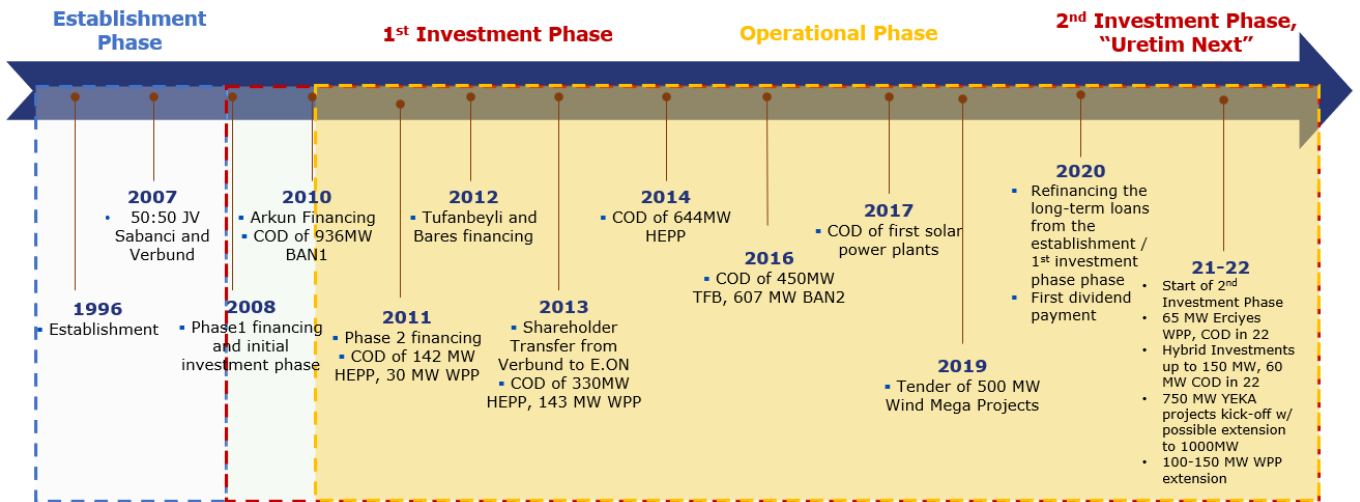 Establishment
Phase
1st Investment Phase
Operational Phase
2nd Investment Phase,
“Uretim Next”
1996
▪ Establishment
2007
• 50:50 JV
Sabanci and
Verbund
2008
▪ Phase1 financing
and initial
investment phase
2010
▪ Arkun Financing
▪ COD of 936MW
BAN1
2011
▪ Phase 2 financing
▪ COD of 142 MW
HEPP, 30 MW WPP
2012
▪ Tufanbeyli and
Bares financing
2013
▪ Shareholder
Transfer from
Verbund to E.ON
▪ COD of 330MW
HEPP, 143 MW WPP
2014
▪ COD of 644MW
HEPP
2016
▪ COD of 450MW
TFB, 607 MW BAN2
2017
▪ COD of first solar
power plants
2019
▪ Tender of 500 MW
Wind Mega Projects
2020
▪ Refinancing the
long-term loans
from the
establishment /
1st investment
phase phase
▪ First dividend
payment
21-22
• Start of 2nd
Investment Phase
• 65 MW Erciyes
WPP, COD in 22
• Hybrid Investments
up to 150 MW, 60
MW COD in 22
• 750 MW YEKA
projects kick-off w/
possible extension
to 1000MW
• 100-150 MW WPP
extension